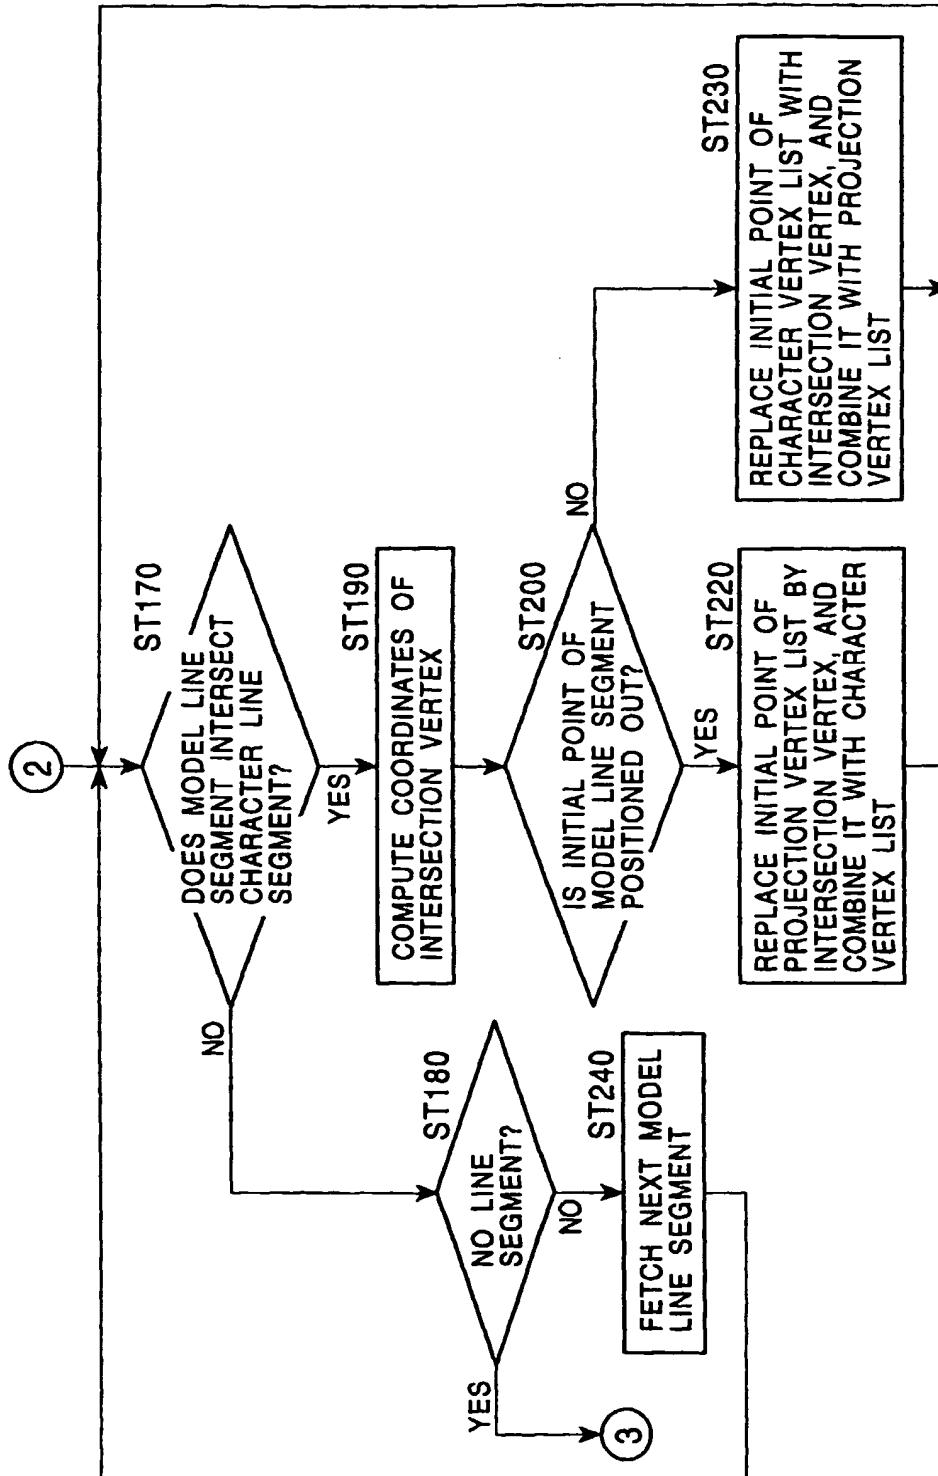 2
ST170
DOES MODEL LINE
SEGMENT INTERSECT
CHARACTER LINE
SEGMENT?
NO
YES
ST180
NO LINE
SEGMENT?
YES
NO
3
ST240
FETCH NEXT MODEL
LINE SEGMENT
ST190
COMPUTE COORDINATES OF
INTERSECTION VERTEX
ST200
IS INITIAL POINT OF
MODEL LINE SEGMENT
POSITIONED OUT?
YES
NO
ST220
REPLACE INITIAL POINT OF
PROJECTION VERTEX LIST BY
INTERSECTION VERTEX, AND
COMBINE IT WITH CHARACTER
VERTEX LIST
ST230
REPLACE INITIAL POINT OF
CHARACTER VERTEX LIST WITH
INTERSECTION VERTEX, AND
COMBINE IT WITH PROJECTION
VERTEX LIST